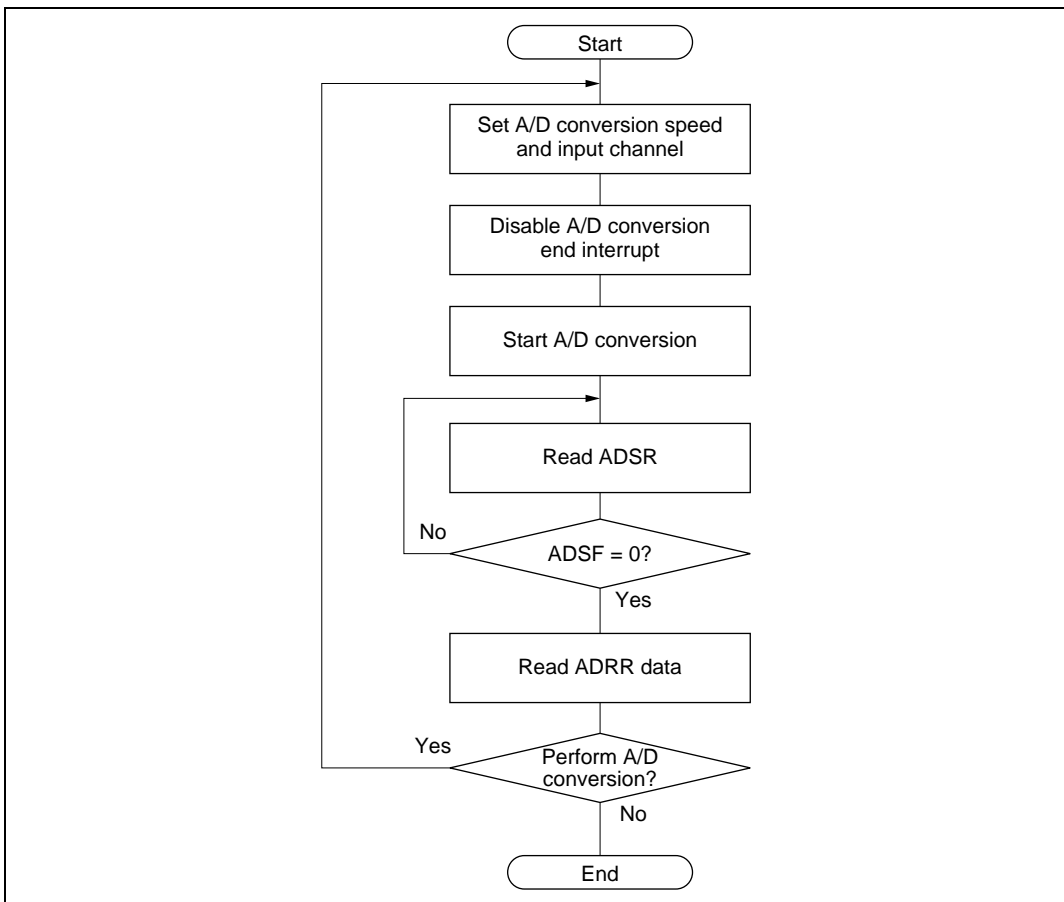 Start
Set A/D conversion speed
and input channel
Disable A/D conversion
end interrupt
Start A/D conversion
Read ADSR
No
ADSF = 0?
Yes
Read ADRR data
Yes
Perform A/D
conversion?
No
End